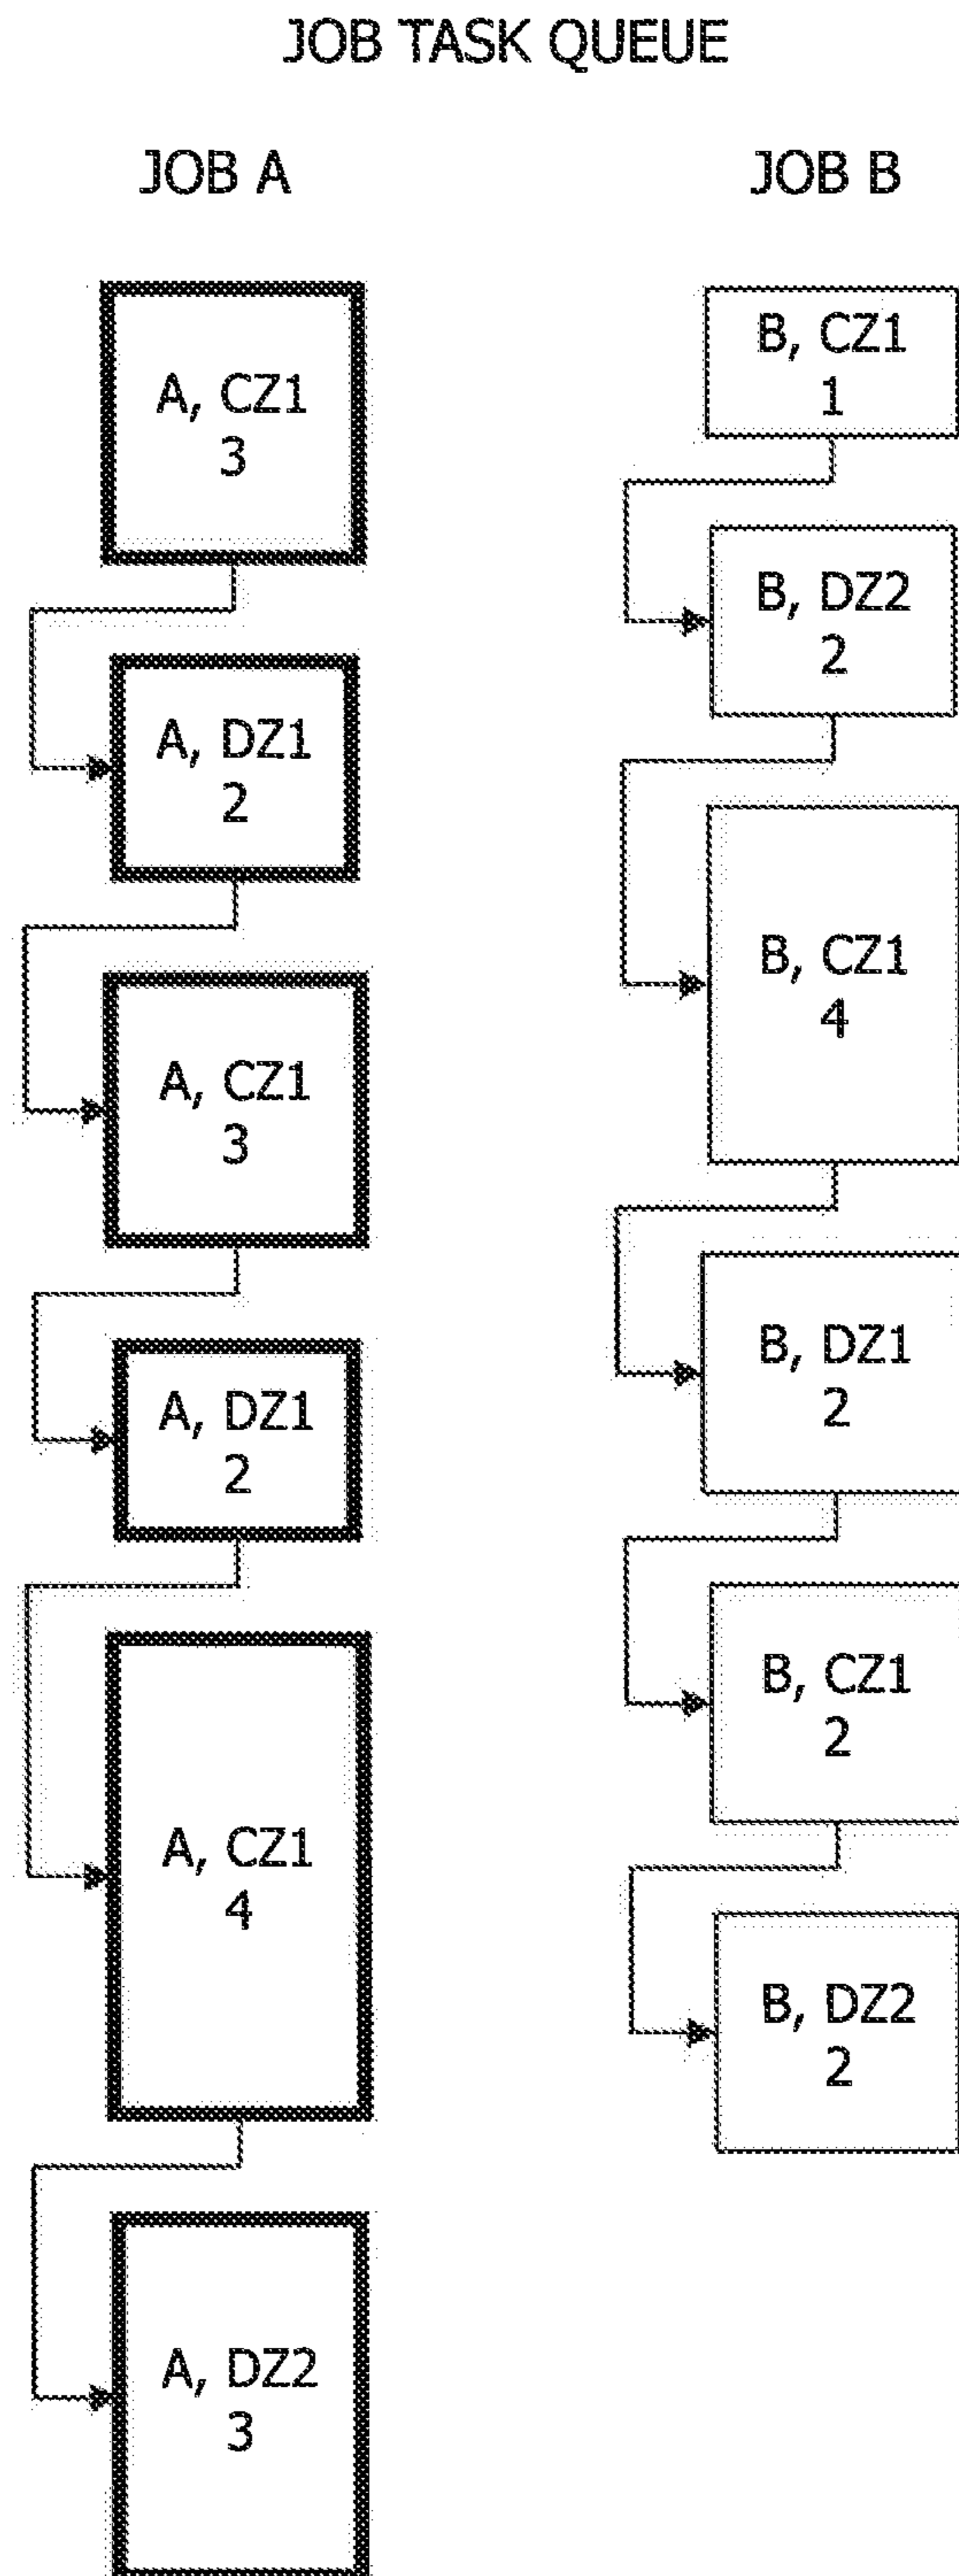 JOB TASK QUEUE
JOB A
A, CZ1
3
A, DZ1
2
A, CZ1
3
A, DZ1
2
A, CZ1
4
A, DZ2
3
JOB B
B, CZ1
1
B, DZ2
2
B, CZ1
4
B, DZ1
2
B, CZ1
2
B, DZ2
2